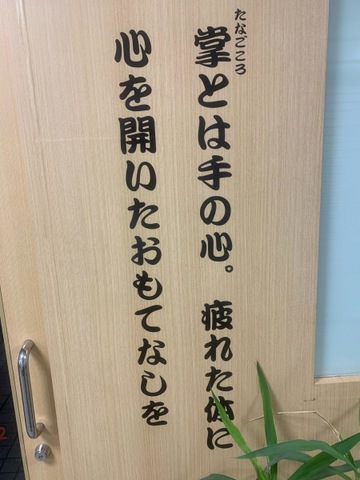 たなごころ
掌とは手の心。疲れた体に
心を開いたおもてなしを